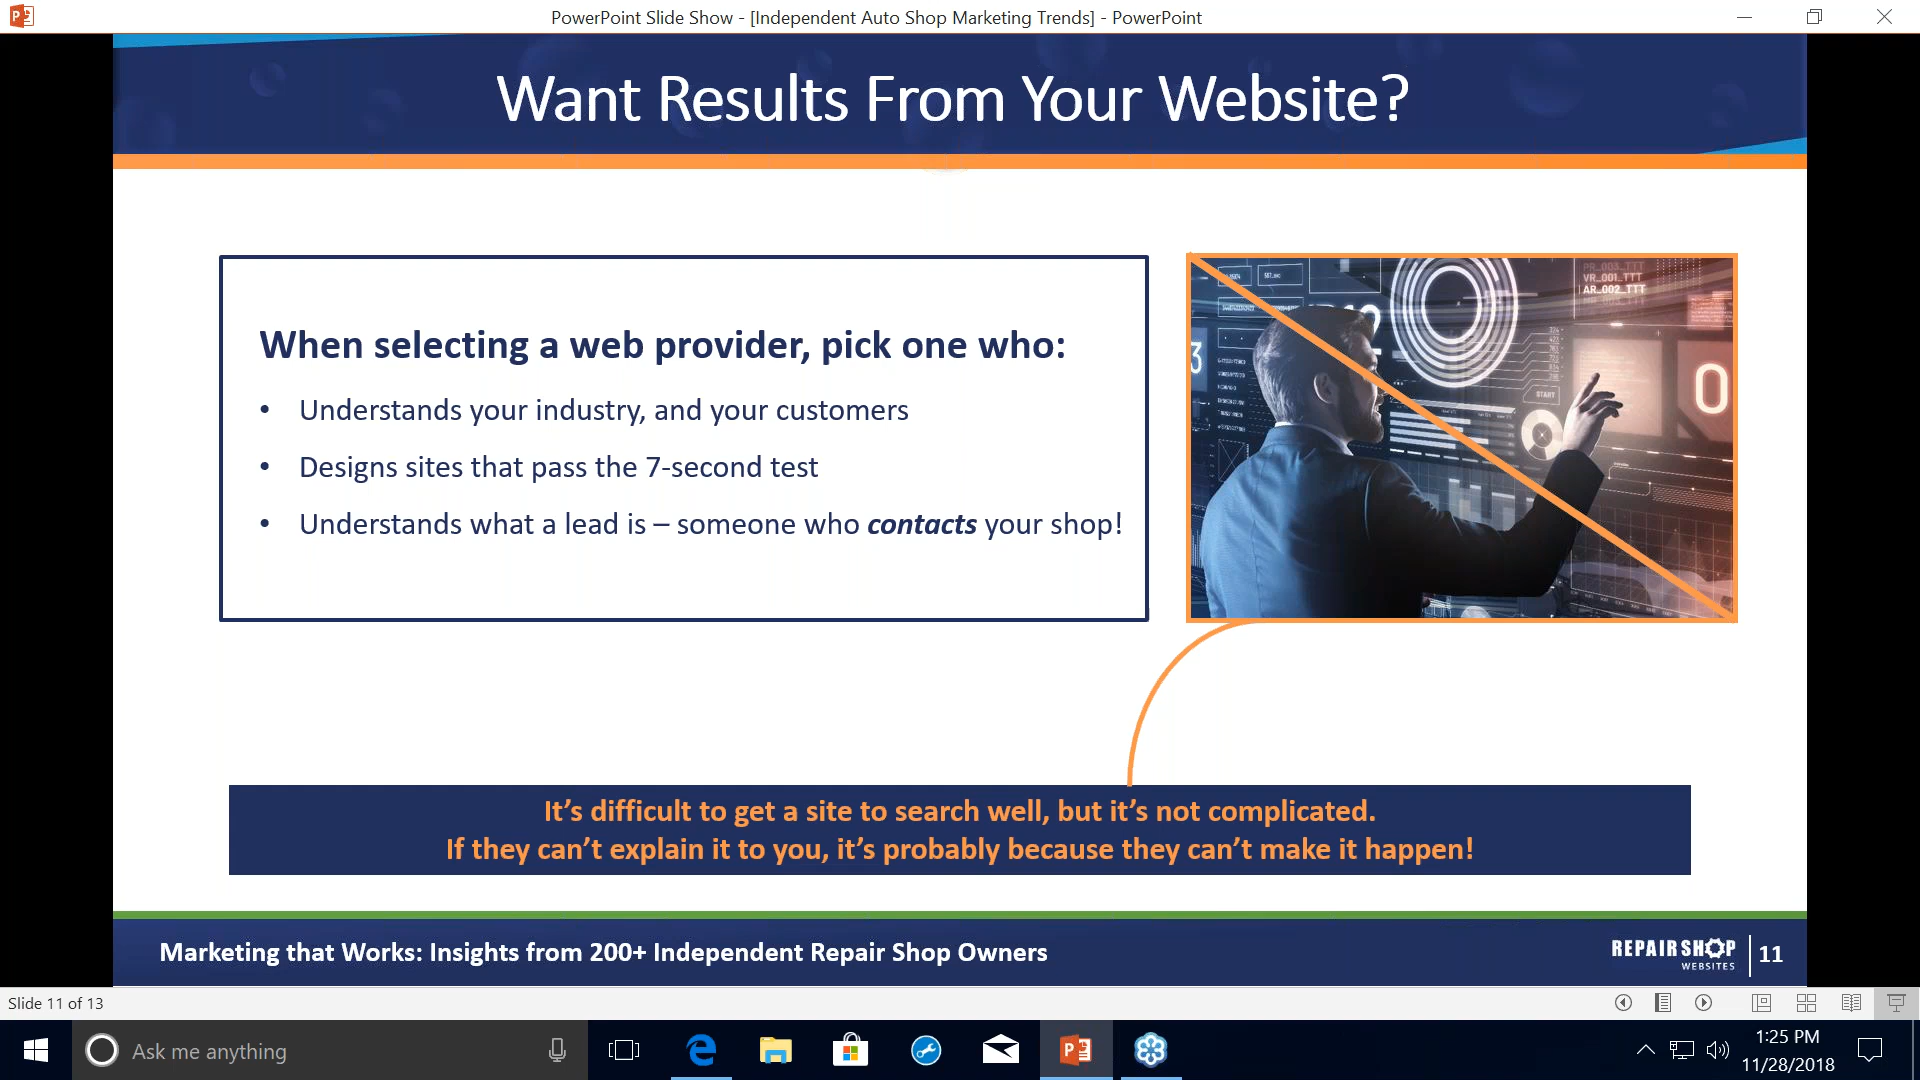 PowerPoint Slide Show - [Independent Auto Shop Marketing Trends] - PowerPoint
Want Results From Your Website?
When selecting a web provider, pick one who:
• Understands your industry, and your customers
• Designs sites that pass the 7-second test
• Understands what a lead is – someone who contacts your shop!
PR_003_TTT
VR_001_TTT
AR_002_TTT
START
3
0
It's difficult to get a site to search well, but it's not complicated.
If they can't explain it to you, it's probably because they can't make it happen!
Marketing that Works: Insights from 200+ Independent Repair Shop Owners
REPAIR SHOP
WEBSITES
11
Slide 11 of 13
Ask me anything
1:25 PM
11/28/2018